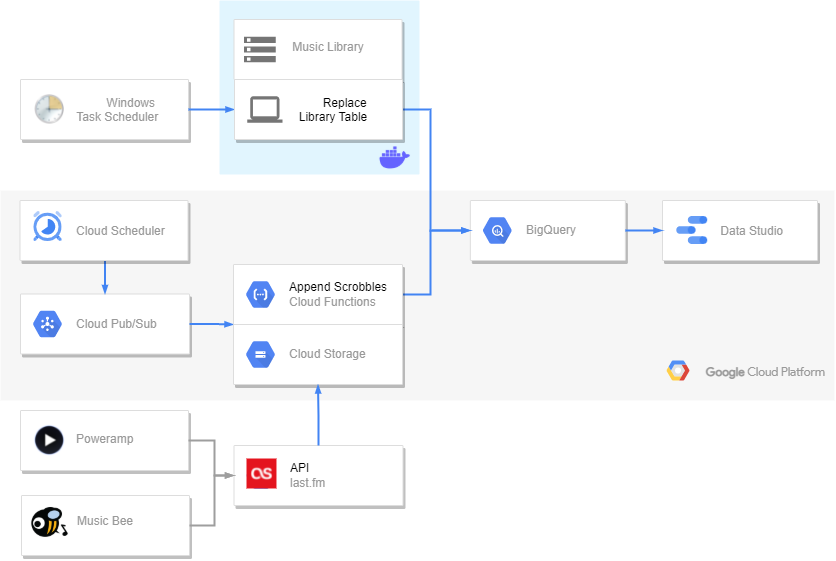 Music Library
Windows
Task Scheduler
Replace
Library Table
Cloud Scheduler
BigQuery
Data Studio
Append Scrobbles
Cloud Functions
Cloud Pub/Sub
Cloud Storage
Google Cloud Platform
Poweramp
API
last.fm
Music Bee